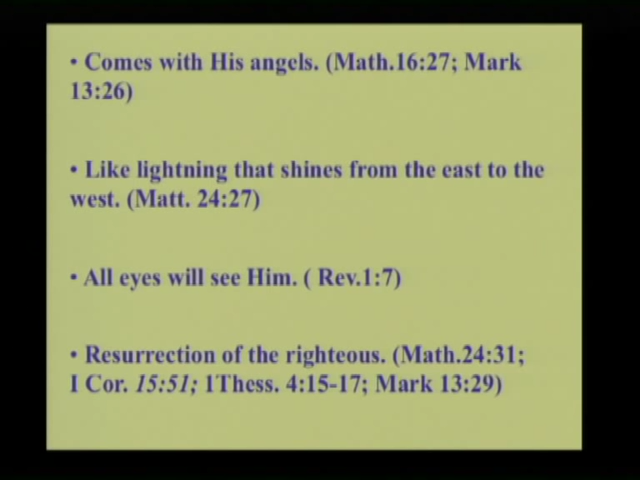 • Comes with His angels. (Math.16:27; Mark
13:26)
• Like lightning that shines from the east to the
west. (Matt. 24:27)
• All eyes will see Him. ( Rev.1:7)
• Resurrection of the righteous. (Math.24:31;
I Cor. 15:51; 1Thess. 4:15-17; Mark 13:29)